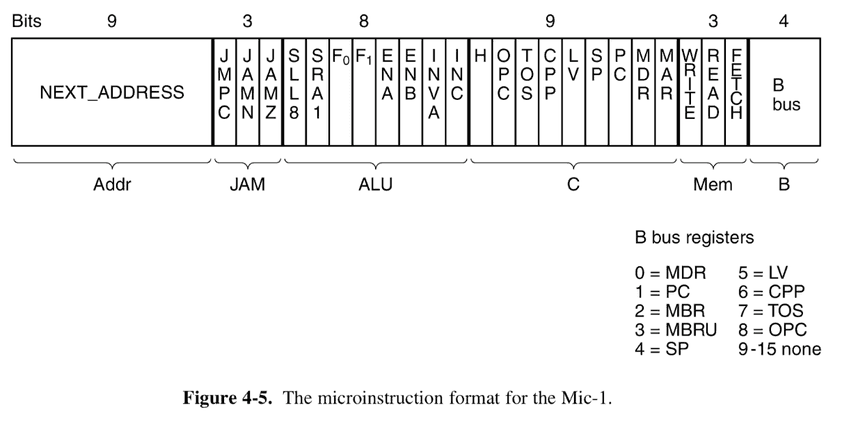 Bits 9 3 8 9 3 4
NEXT_ADDRESS JMPC JAMN JAMZ SLL8 SRA1 F0 F1 ENA ENB INVA INC H OPC TOS CPP LV SP PC MDR MAR WRITE READ FETCH B bus
Addr JAM ALU C Mem B
B bus registers
0 = MDR 5 = LV
1 = PC 6 = CPP
2 = MBR 7 = TOS
3 = MBRU 8 = OPC
4 = SP 9-15 none
Figure 4-5. The microinstruction format for the Mic-1.